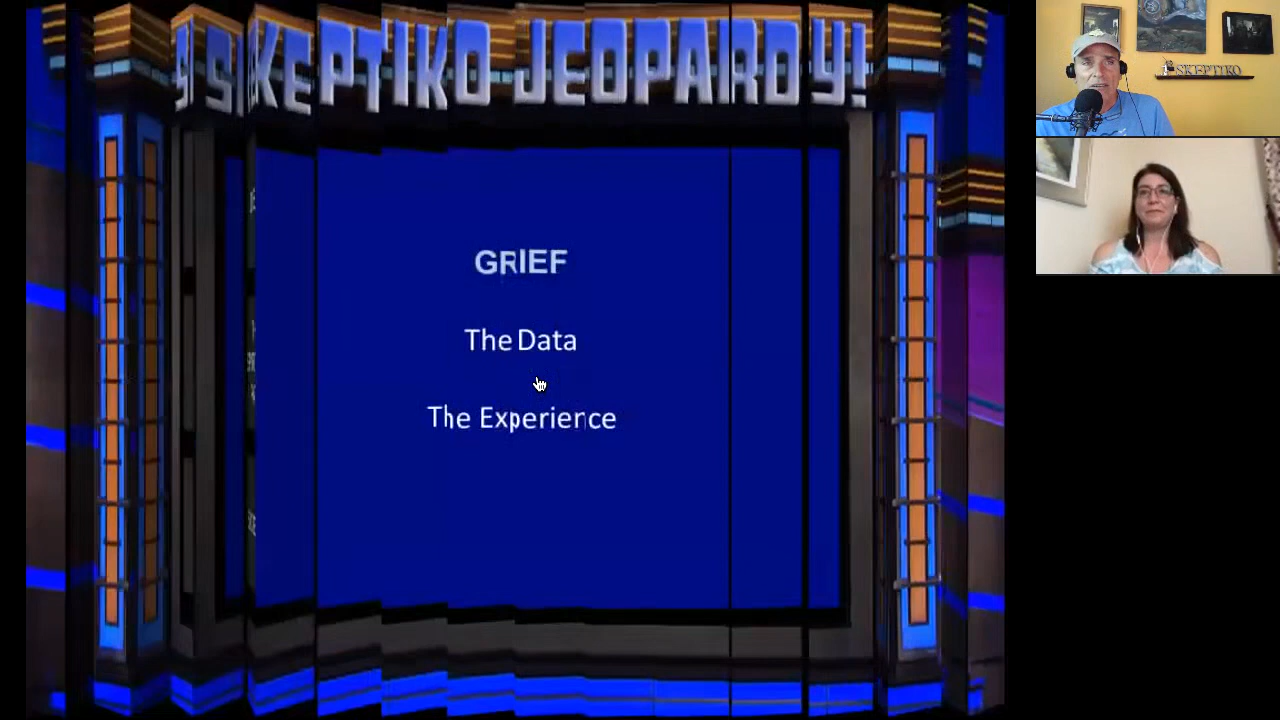 SKEPTIKO JEOPARDY!
GRIEF
The Data
The Experience
SKEPTIKO